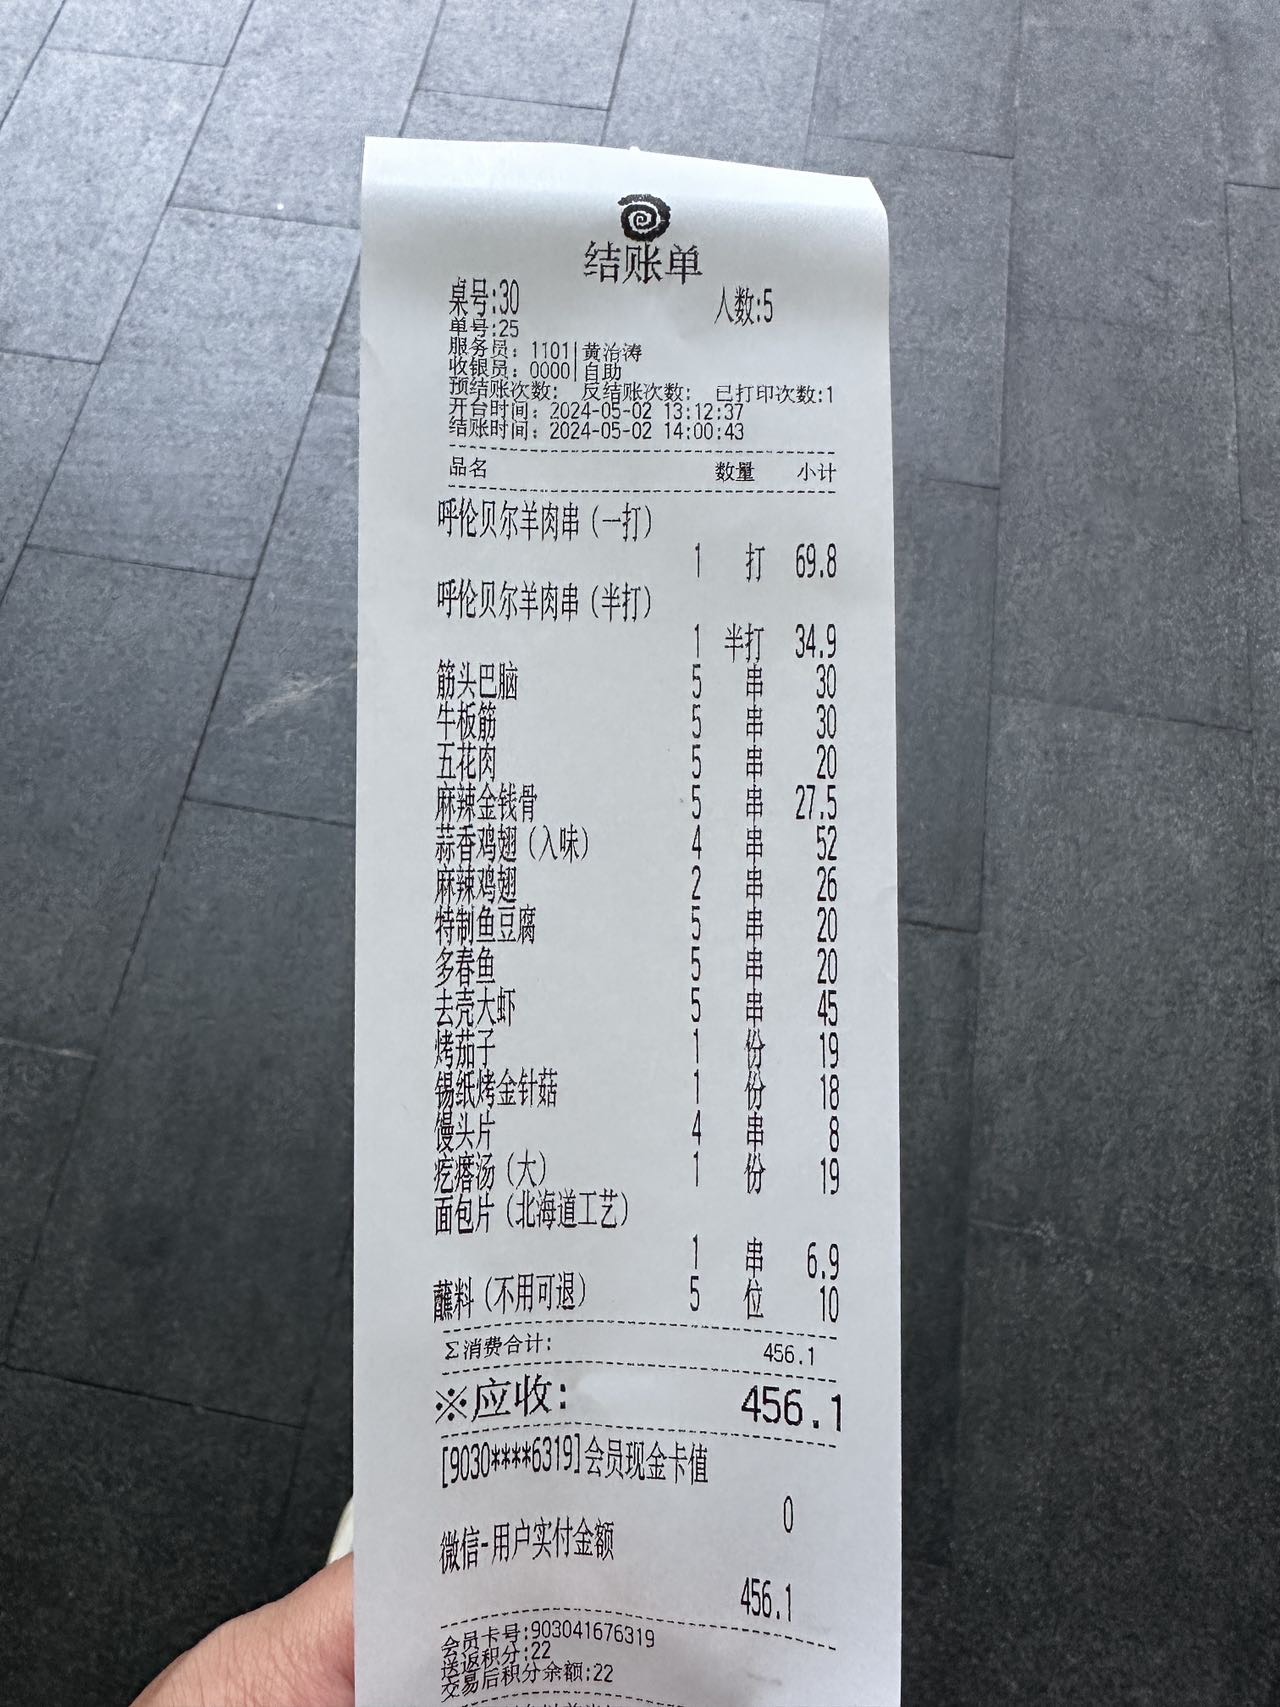 结账单
桌号:30 人数:5
单号:25
服务员: 1101|黄治涛
收银员: 0000|自助
预结账次数: 反结账次数: 已打印次数:1
开台时间: 2024-05-02 13:12:37
结账时间: 2024-05-02 14:00:43
品名 数量 小计
呼伦贝尔羊肉串(一打)
1 打 69.8
呼伦贝尔羊肉串(半打)
1 半打 34.9
筋头巴脑 5 串 30
牛板筋 5 串 30
五花肉 5 串 20
麻辣金钱骨 5 串 27.5
蒜香鸡翅(入味) 4 串 52
麻辣鸡翅 2 串 26
特制鱼豆腐 5 串 20
多春鱼 5 串 20
去壳大虾 5 串 45
烤茄子 1 份 19
锡纸烤金针菇 1 份 18
馒头片 4 串 8
疙瘩汤(大) 1 份 19
面包片(北海道工艺)
1 串 6.9
蘸料(不用可退) 5 位 10
Σ消费合计: 456.1
※应收: 456.1
[9030****6319]会员现金卡值
0
微信-用户实付金额
456.1
会员卡号:903041676319
送返积分:22
交易后积分余额:22